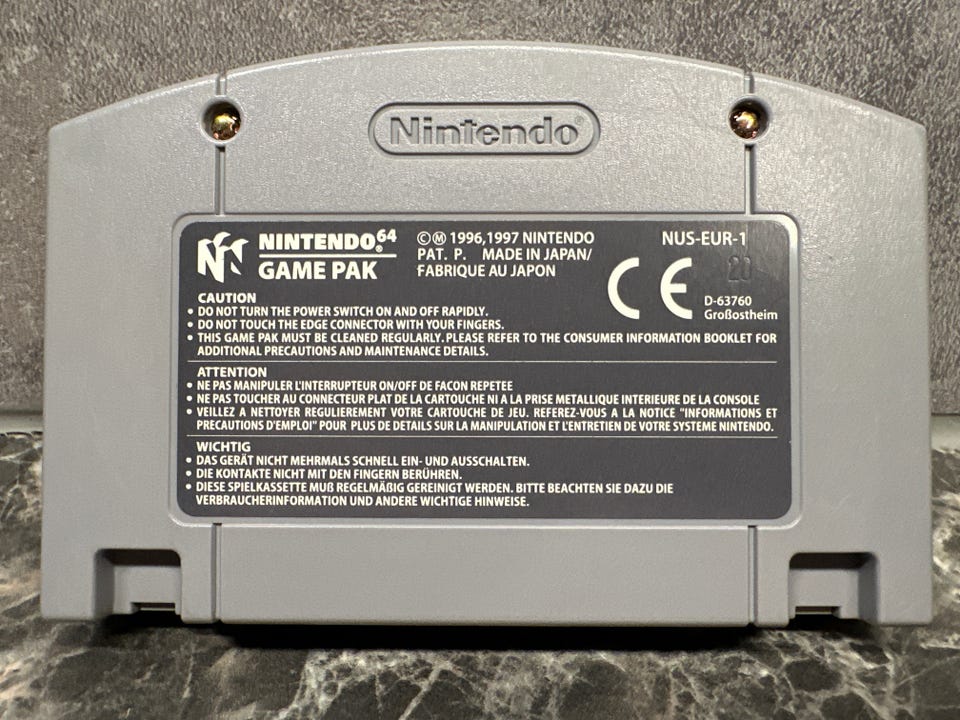 Nintendo®
NINTENDO⁶⁴®
GAME PAK
©Ⓜ 1996,1997 NINTENDO
PAT. P. MADE IN JAPAN/
FABRIQUE AU JAPON
NUS-EUR-1
20
CE
D-63760
Großostheim
CAUTION
• DO NOT TURN THE POWER SWITCH ON AND OFF RAPIDLY.
• DO NOT TOUCH THE EDGE CONNECTOR WITH YOUR FINGERS.
• THIS GAME PAK MUST BE CLEANED REGULARLY. PLEASE REFER TO THE CONSUMER INFORMATION BOOKLET FOR
ADDITIONAL PRECAUTIONS AND MAINTENANCE DETAILS.
ATTENTION
• NE PAS MANIPULER L'INTERRUPTEUR ON/OFF DE FACON REPETEE
• NE PAS TOUCHER AU CONNECTEUR PLAT DE LA CARTOUCHE NI A LA PRISE METALLIQUE INTERIEURE DE LA CONSOLE
• VEILLEZ A NETTOYER REGULIEREMENT VOTRE CARTOUCHE DE JEU. REFEREZ-VOUS A LA NOTICE "INFORMATIONS ET
PRECAUTIONS D'EMPLOI" POUR PLUS DE DETAILS SUR LA MANIPULATION ET L'ENTRETIEN DE VOTRE SYSTEME NINTENDO.
WICHTIG
• DAS GERÄT NICHT MEHRMALS SCHNELL EIN- UND AUSSCHALTEN.
• DIE KONTAKTE NICHT MIT DEN FINGERN BERÜHREN.
• DIESE SPIELKASSETTE MUß REGELMÄßIG GEREINIGT WERDEN. BITTE BEACHTEN SIE DAZU DIE
VERBRAUCHERINFORMATION UND ANDERE WICHTIGE HINWEISE.